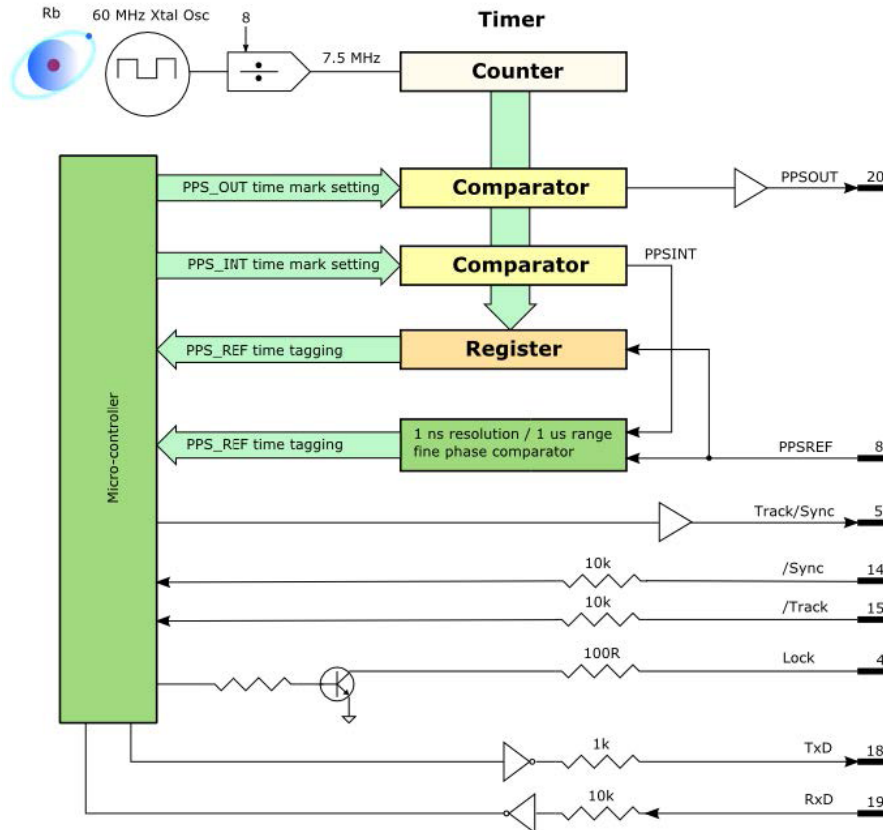 Rb
60 MHz Xtal Osc
8
Timer
7.5 MHz
Counter
PPS_OUT time mark setting
Comparator
PPSOUT
20
PPS_INT time mark setting
Comparator
PPSINT
PPS_REF time tagging
Register
Micro-controller
PPS_REF time tagging
1 ns resolution / 1 us range
fine phase comparator
PPSREF
8
Track/Sync
5
10k
/Sync
14
10k
/Track
15
100R
Lock
4
1k
TxD
18
10k
RxD
19